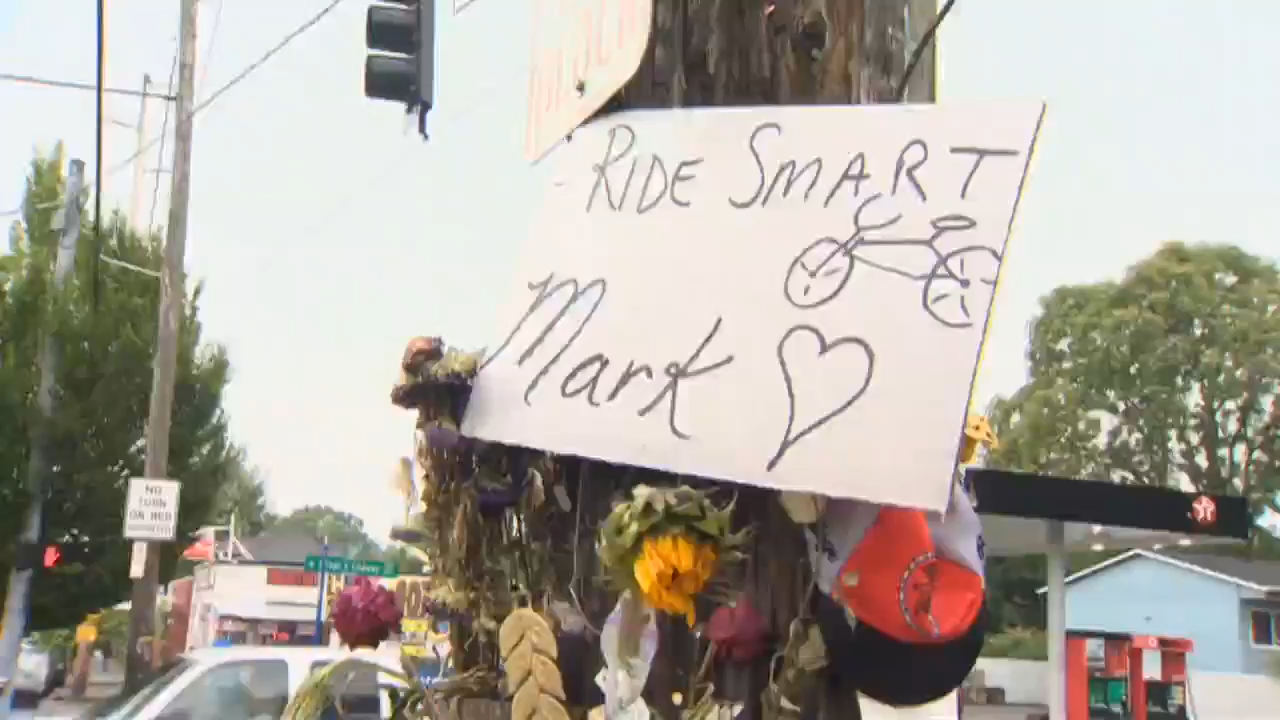 RIDE SMART
Mark
NO
TURN
ON RED